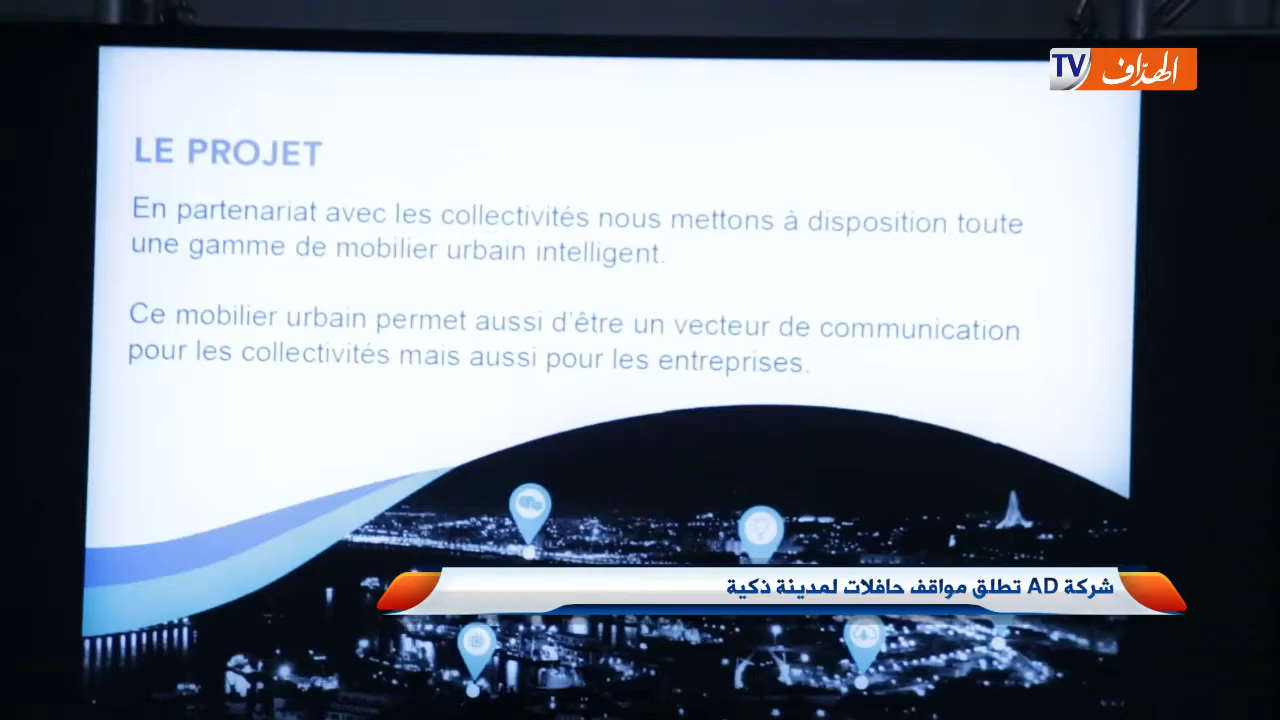 TV الهدّاف
LE PROJET
En partenariat avec les collectivités nous mettons à disposition toute
une gamme de mobilier urbain intelligent.
Ce mobilier urbain permet aussi d'être un vecteur de communication
pour les collectivités mais aussi pour les entreprises.
شركة AD تطلق مواقف حافلات لمدينة ذكية